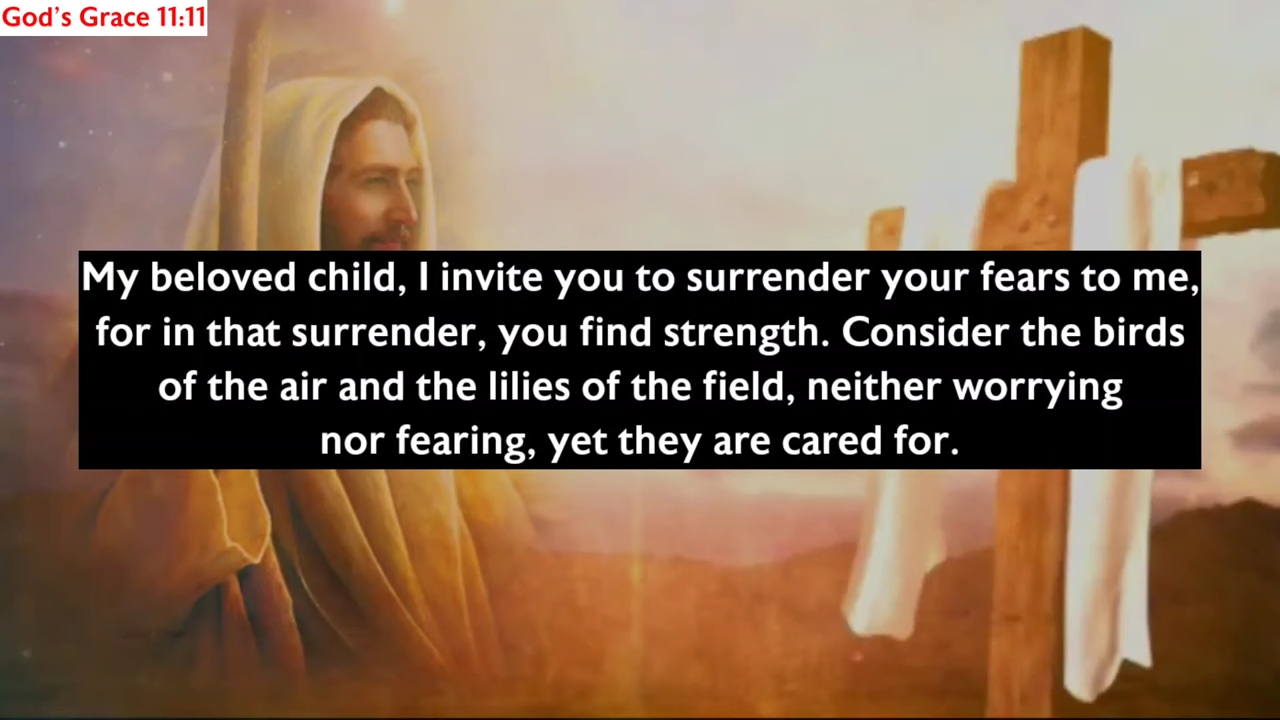 God's Grace 11:11
My beloved child, I invite you to surrender your fears to me,
for in that surrender, you find strength. Consider the birds
of the air and the lilies of the field, neither worrying
nor fearing, yet they are cared for.